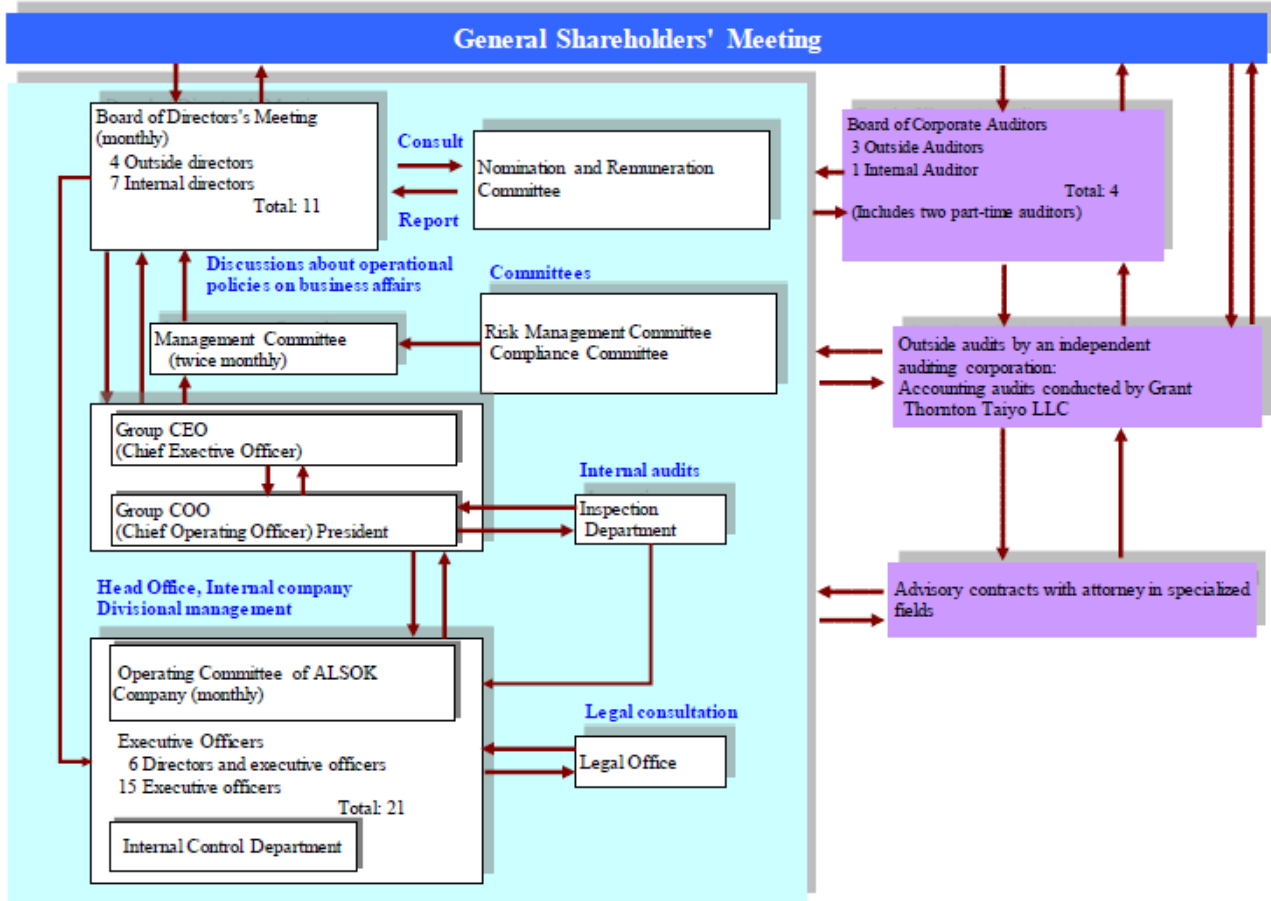 General Shareholders' Meeting
Board of Directors's Meeting
(monthly)
4 Outside directors
7 Internal directors
Total: 11
Consult
Report
Nomination and Remuneration
Committee
Board of Corporate Auditors
3 Outside Auditors
1 Internal Auditor
Total: 4
(Includes two part-time auditors)
Discussions about operational
policies on business affairs
Committees
Management Committee
(twice monthly)
Risk Management Committee
Compliance Committee
Outside audits by an independent
auditing corporation:
Accounting audits conducted by Grant
Thornton Taiyo LLC
Group CEO
(Chief Exective Officer)
Group COO
(Chief Operating Officer) President
Internal audits
Inspection
Department
Head Office, Internal company
Divisional management
Advisory contracts with attorney in specialized
fields
Operating Committee of ALSOK
Company (monthly)
Executive Officers
6 Directors and executive officers
15 Executive officers
Total: 21
Internal Control Department
Legal consultation
Legal Office